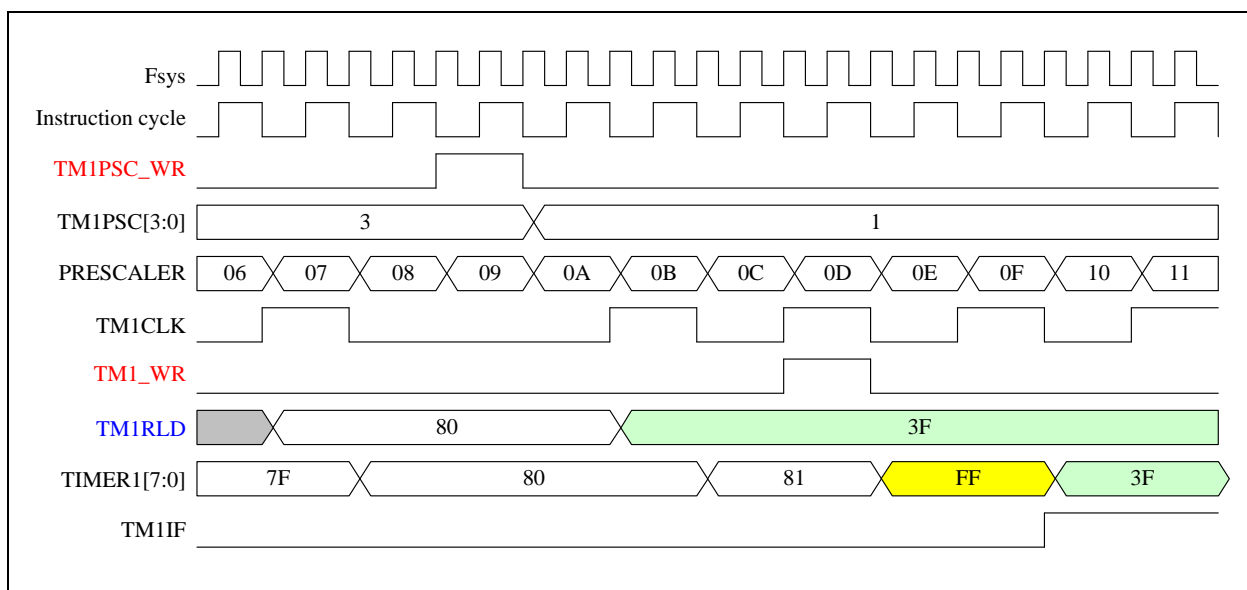 Fsys
Instruction cycle
TM1PSC_WR
TM1PSC[3:0] 3 1
PRESCALER 06 07 08 09 0A 0B 0C 0D 0E 0F 10 11
TM1CLK
TM1_WR
TM1RLD 80 3F
TIMER1[7:0] 7F 80 81 FF 3F
TM1IF